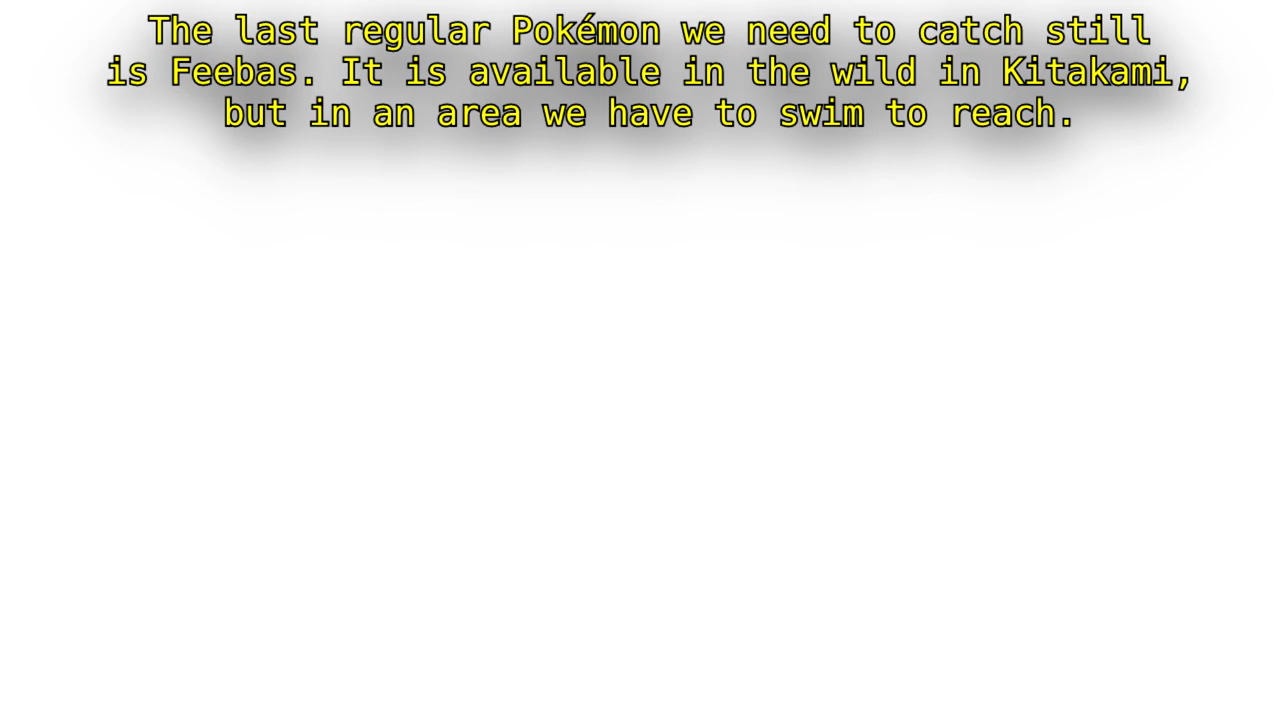 The last regular Pokémon we need to catch still
is Feebas. It is available in the wild in Kitakami,
but in an area we have to swim to reach.